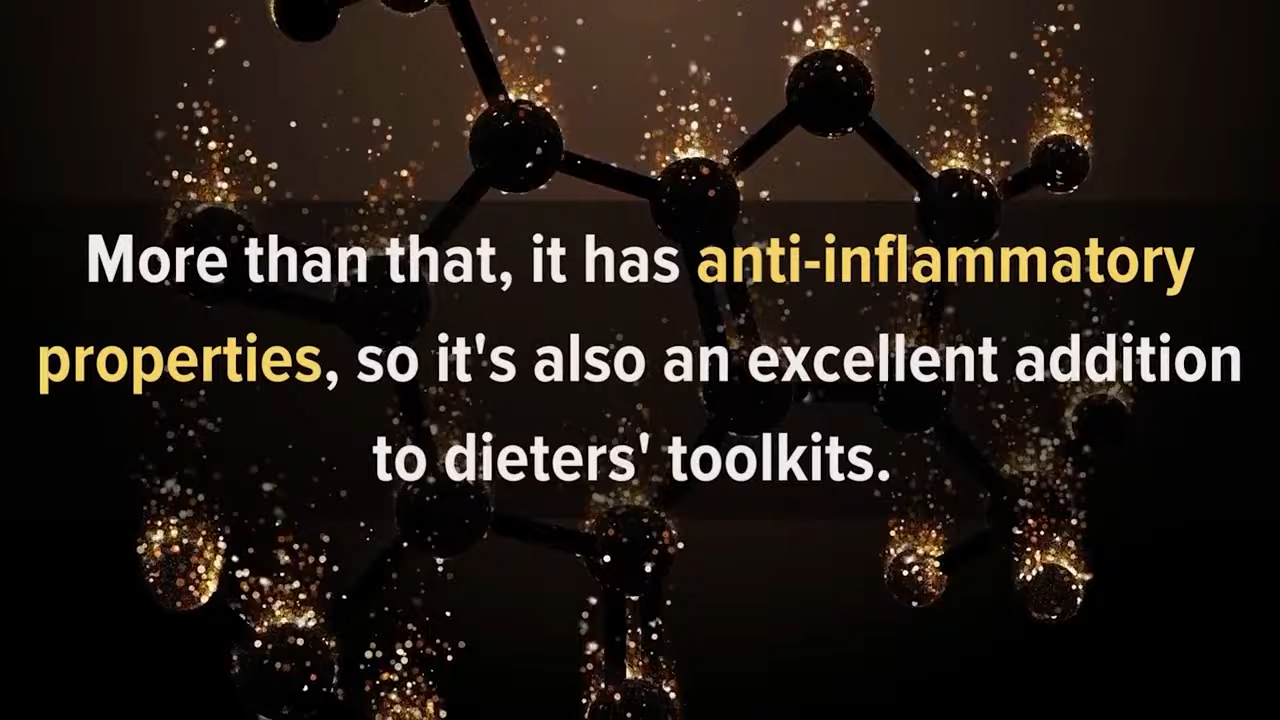 More than that, it has anti-inflammatory
properties, so it's also an excellent addition
to dieters' toolkits.